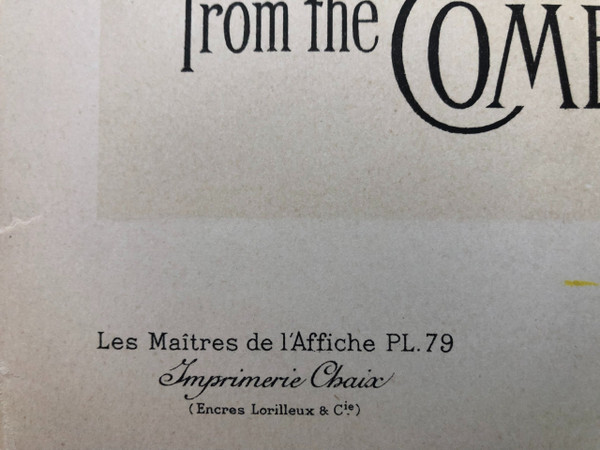 from the COME
Les Maîtres de l'Affiche PL.79
Imprimerie Chaix
(Encres Lorilleux & Cie.)